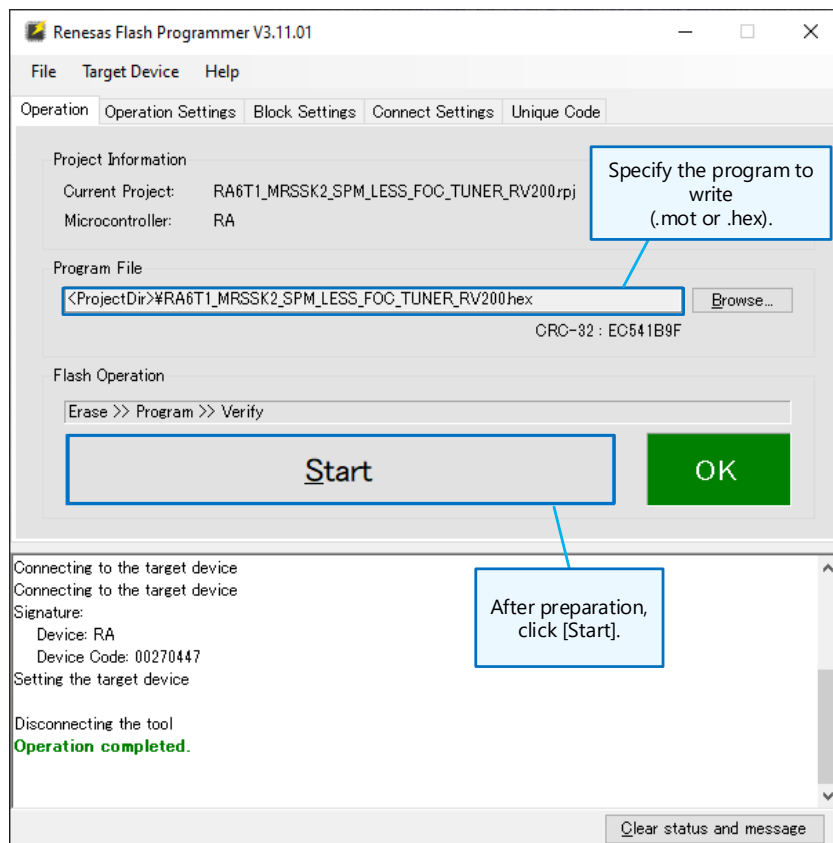 Renesas Flash Programmer V3.11.01
File Target Device Help
Operation Operation Settings Block Settings Connect Settings Unique Code
Project Information
Current Project: RA6T1_MRSSK2_SPM_LESS_FOC_TUNER_RV200.rpj
Microcontroller: RA
Specify the program to
write
(.mot or .hex).
Program File
<ProjectDir>¥RA6T1_MRSSK2_SPM_LESS_FOC_TUNER_RV200.hex
Browse...
CRC-32 : EC541B9F
Flash Operation
Erase >> Program >> Verify
Start
OK
Connecting to the target device
Connecting to the target device
Signature:
Device: RA
Device Code: 00270447
Setting the target device
Disconnecting the tool
Operation completed.
After preparation,
click [Start].
Clear status and message